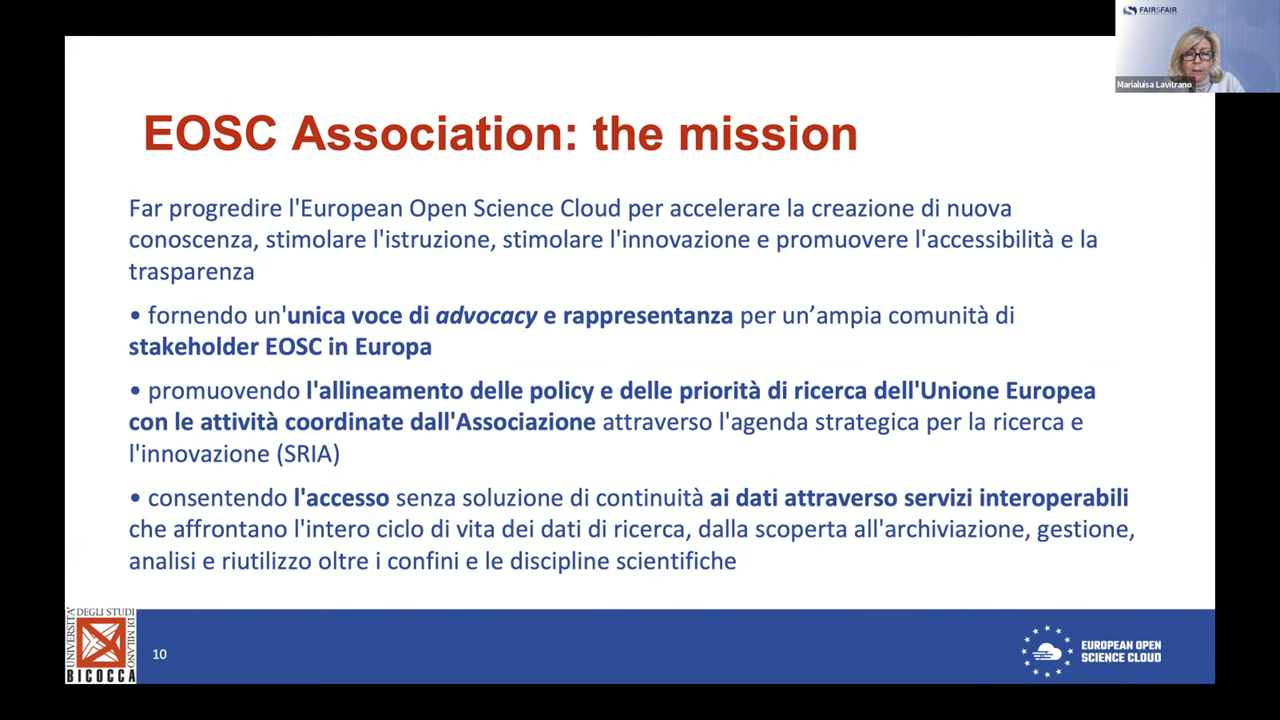 FAIRSFAIR
Marialuisa Lavitrano
EOSC Association: the mission
Far progredire l'European Open Science Cloud per accelerare la creazione di nuova
conoscenza, stimolare l'istruzione, stimolare l'innovazione e promuovere l'accessibilità e la
trasparenza
• fornendo un'unica voce di advocacy e rappresentanza per un’ampia comunità di
stakeholder EOSC in Europa
• promuovendo l'allineamento delle policy e delle priorità di ricerca dell'Unione Europea
con le attività coordinate dall'Associazione attraverso l'agenda strategica per la ricerca e
l'innovazione (SRIA)
• consentendo l'accesso senza soluzione di continuità ai dati attraverso servizi interoperabili
che affrontano l'intero ciclo di vita dei dati di ricerca, dalla scoperta all'archiviazione, gestione,
analisi e riutilizzo oltre i confini e le discipline scientifiche
UNIVERSITA' DEGLI STUDI DI MILANO
BICOCCA
10
EUROPEAN OPEN
SCIENCE CLOUD